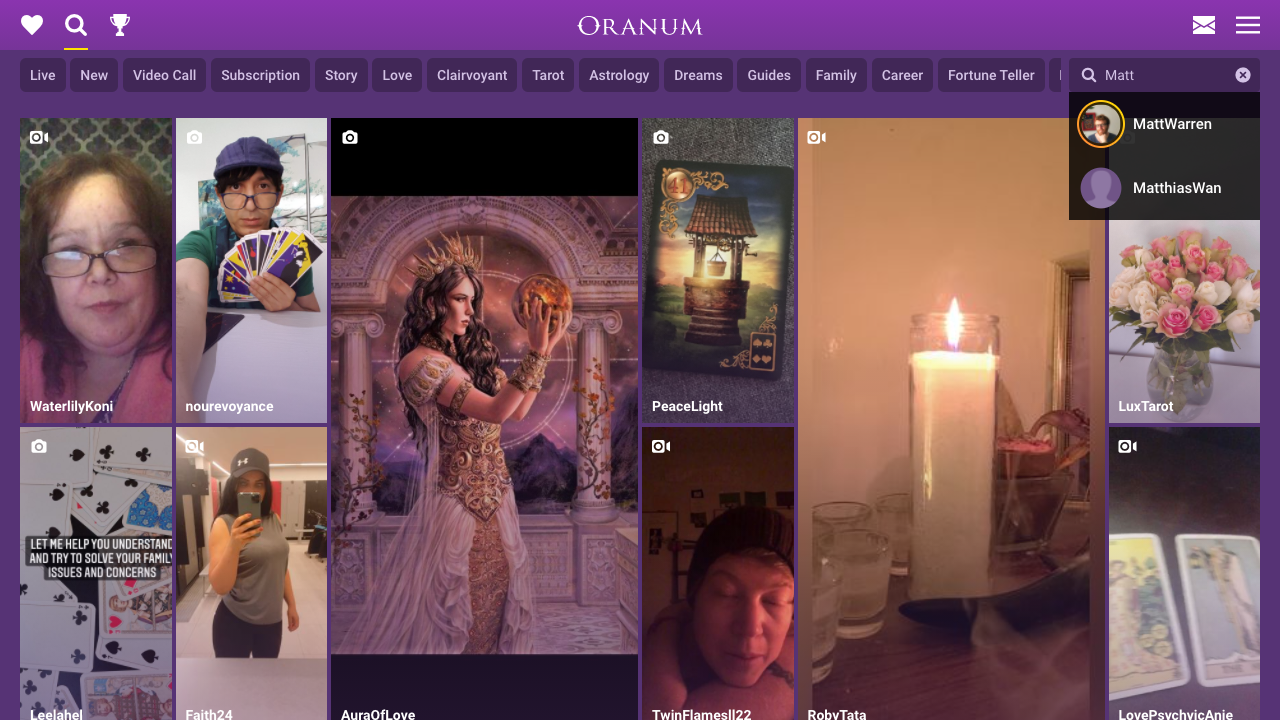 ORANUM
Live
New
Video Call
Subscription
Story
Love
Clairvoyant
Tarot
Astrology
Dreams
Guides
Family
Career
Fortune Teller
Matt
MattWarren
MatthiasWan
41
WaterlilyKoni
nourevoyance
PeaceLight
LuxTarot
LET ME HELP YOU UNDERSTAND
AND TRY TO SOLVE YOUR FAMILY
ISSUES AND CONCERNS
Leelahel
Faith24
AuraOfLove
TwinFlamesll22
RobyTata
LovePsychyicAnie